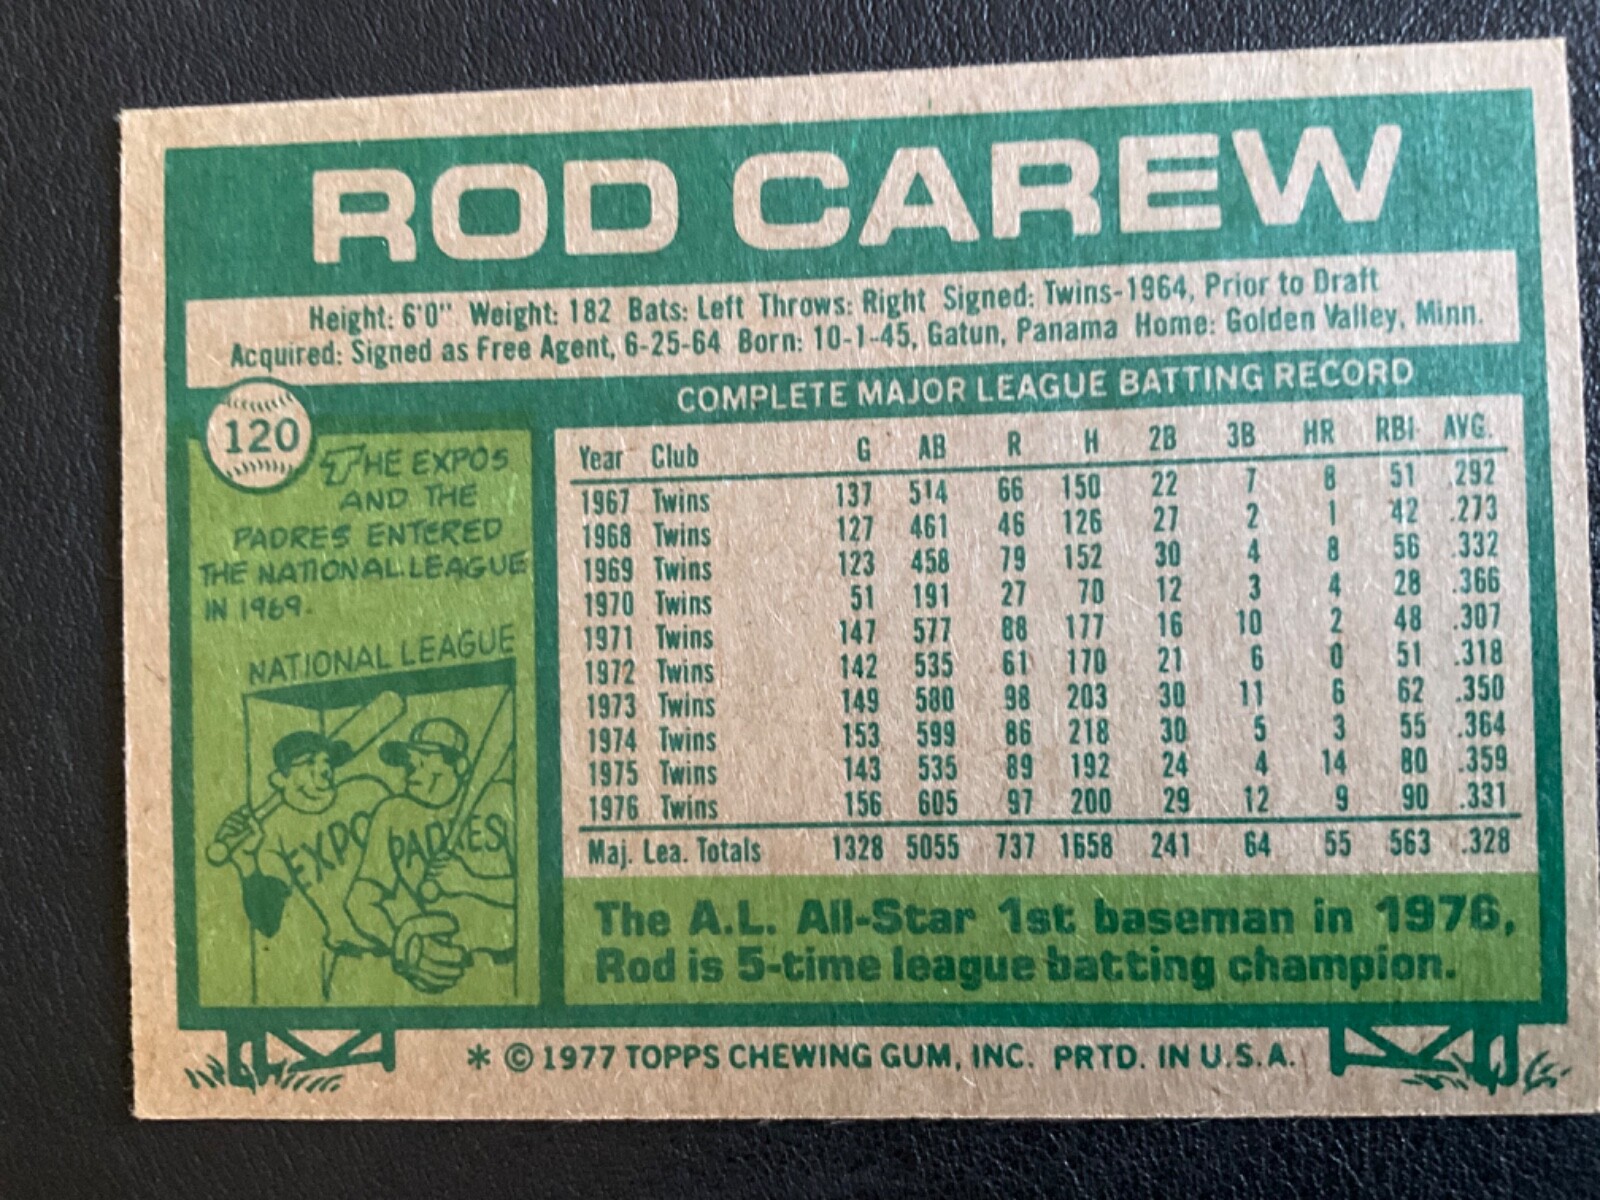 ROD CAREW
Height: 6'0" Weight: 182 Bats: Left Throws: Right Signed: Twins-1964, Prior to Draft
Acquired: Signed as Free Agent, 6-25-64 Born: 10-1-45, Gatun, Panama Home: Golden Valley, Minn.
120
THE EXPOS
AND THE
PADRES ENTERED
THE NATIONAL LEAGUE
IN 1969.
NATIONAL LEAGUE
EXPO
PADRES
COMPLETE MAJOR LEAGUE BATTING RECORD
Year Club G AB R H 2B 3B HR RBI AVG.
1967 Twins 137 514 66 150 22 7 8 51 .292
1968 Twins 127 461 46 126 27 2 1 42 .273
1969 Twins 123 458 79 152 30 4 8 56 .332
1970 Twins 51 191 27 70 12 3 4 28 .366
1971 Twins 147 577 88 177 16 10 2 48 .307
1972 Twins 142 535 61 170 21 6 0 51 .318
1973 Twins 149 580 98 203 30 11 6 62 .350
1974 Twins 153 599 86 218 30 5 3 55 .364
1975 Twins 143 535 89 192 24 4 14 80 .359
1976 Twins 156 605 97 200 29 12 9 90 .331
Maj. Lea. Totals 1328 5055 737 1658 241 64 55 563 .328
The A.L. All-Star 1st baseman in 1976,
Rod is 5-time league batting champion.
* © 1977 TOPPS CHEWING GUM, INC. PRTD. IN U.S.A.